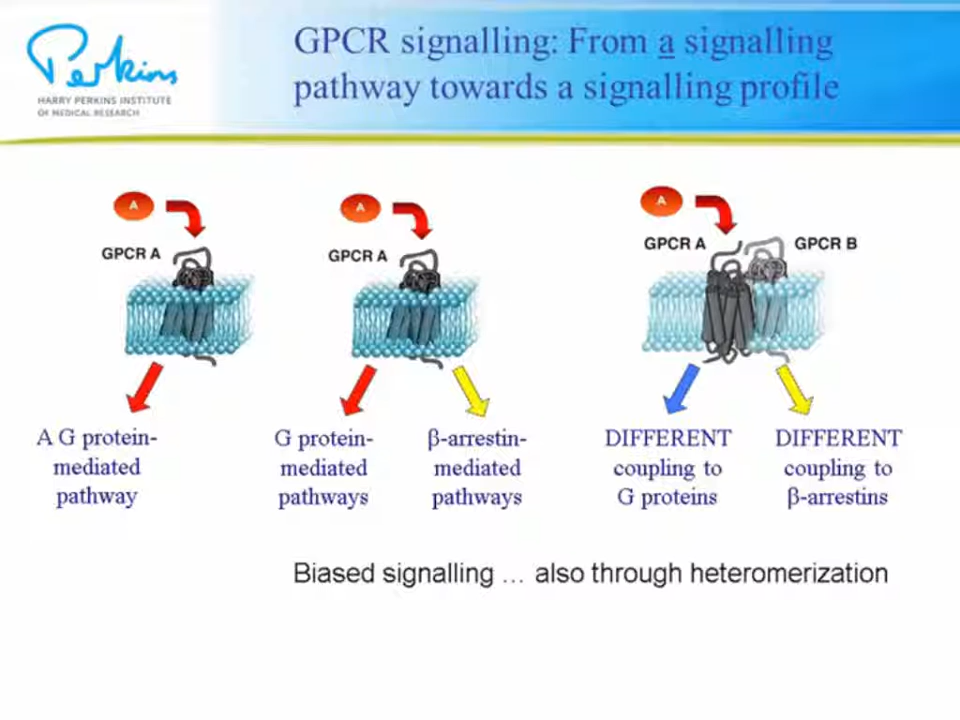 Perkins
HARRY PERKINS INSTITUTE
OF MEDICAL RESEARCH
GPCR signalling: From a signalling
pathway towards a signalling profile
A
GPCR A
A G protein-
mediated
pathway
A
GPCR A
G protein-
mediated
pathways
β-arrestin-
mediated
pathways
A
GPCR A
GPCR B
DIFFERENT
coupling to
G proteins
DIFFERENT
coupling to
β-arrestins
Biased signalling ... also through heteromerization